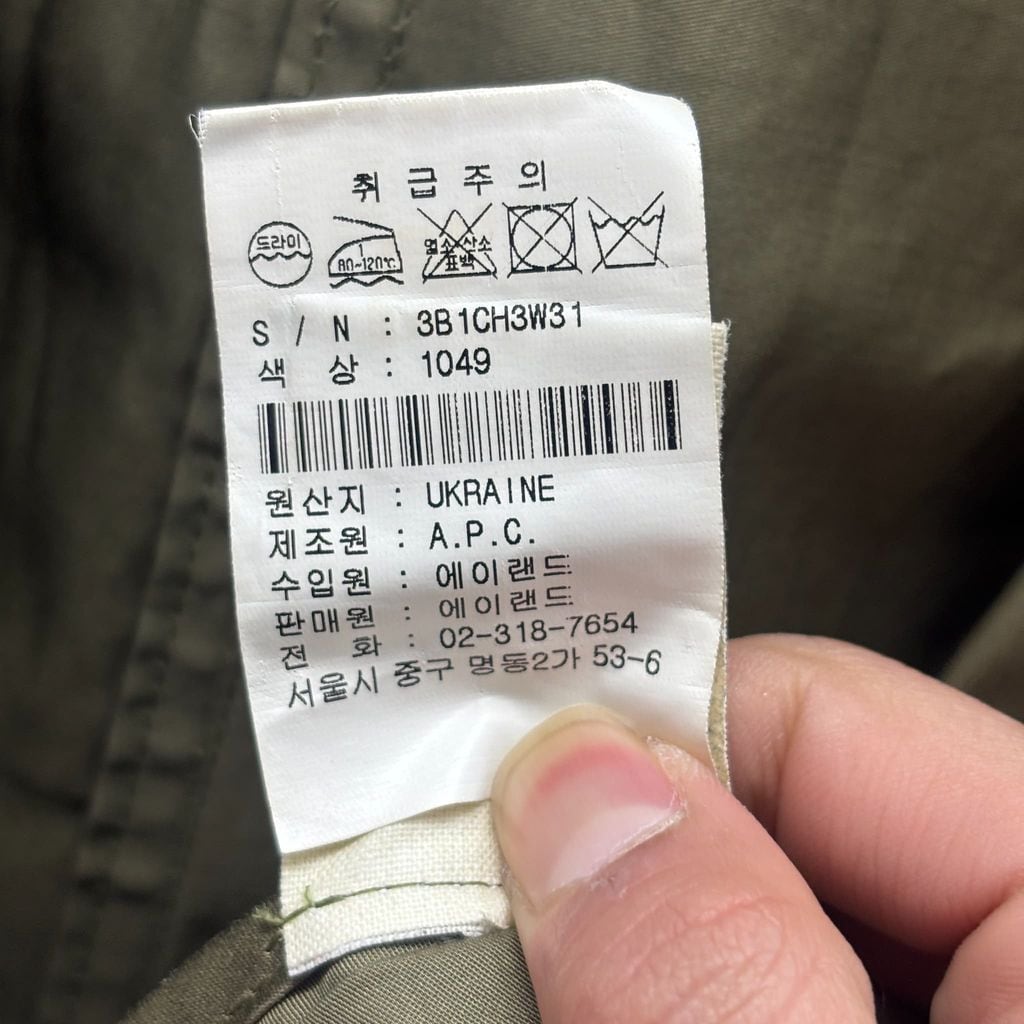 취급주의
드라이
80~120℃
염소,산소
표백
S / N : 3B1CH3W31
색 상 : 1049
원산지 : UKRAINE
제조원 : A.P.C.
수입원 : 에이랜드
판매원 : 에이랜드
전 화 : 02-318-7654
서울시 중구 명동2가 53-6